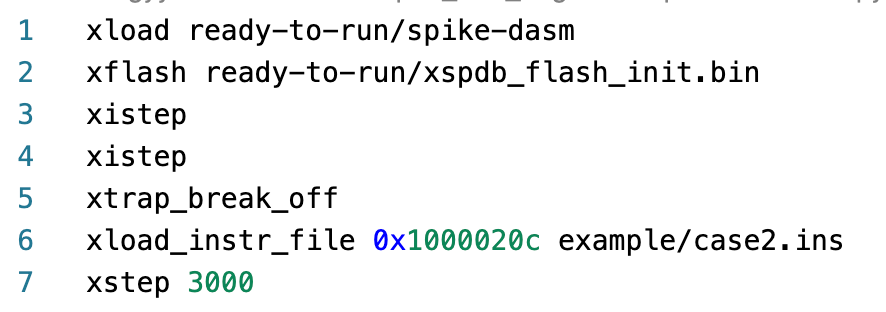 1 xload ready-to-run/spike-dasm
2 xflash ready-to-run/xspdb_flash_init.bin
3 xistep
4 xistep
5 xtrap_break_off
6 xload_instr_file 0x1000020c example/case2.ins
7 xstep 3000